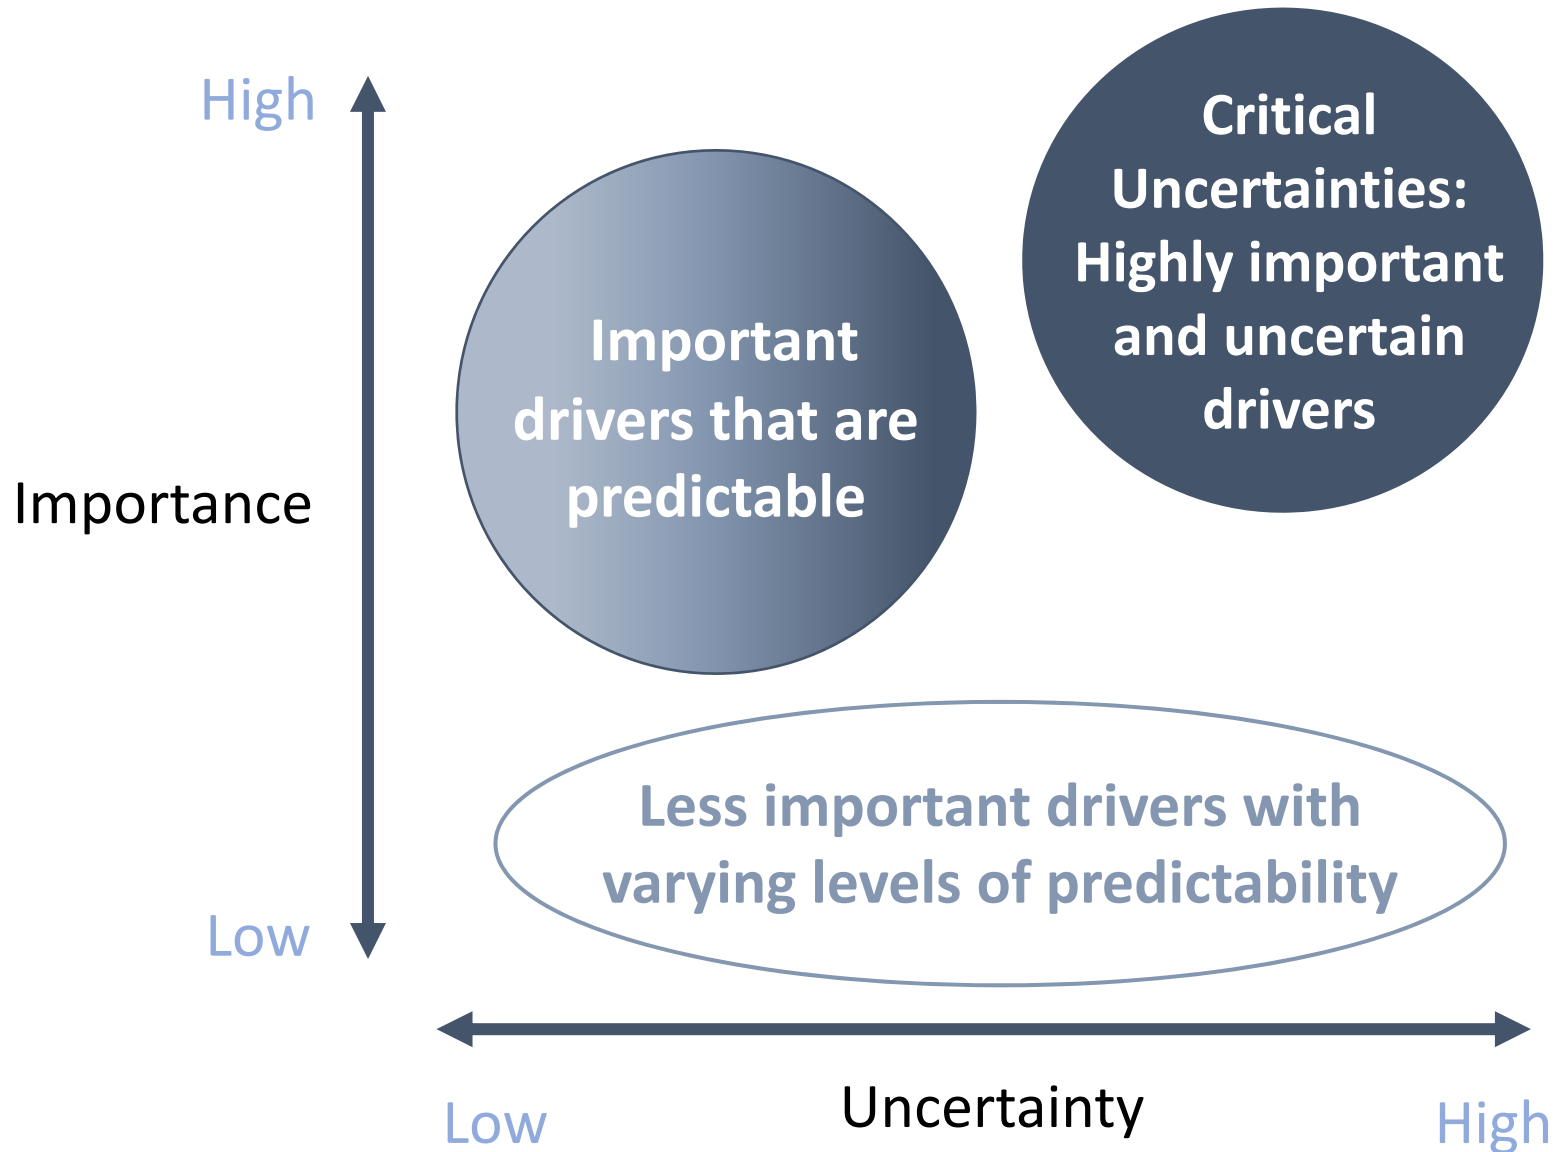 High
Critical
Uncertainties:
Highly important
and uncertain
drivers
Important
drivers that are
predictable
Importance
Less important drivers with
varying levels of predictability
Low
Uncertainty
Low
High